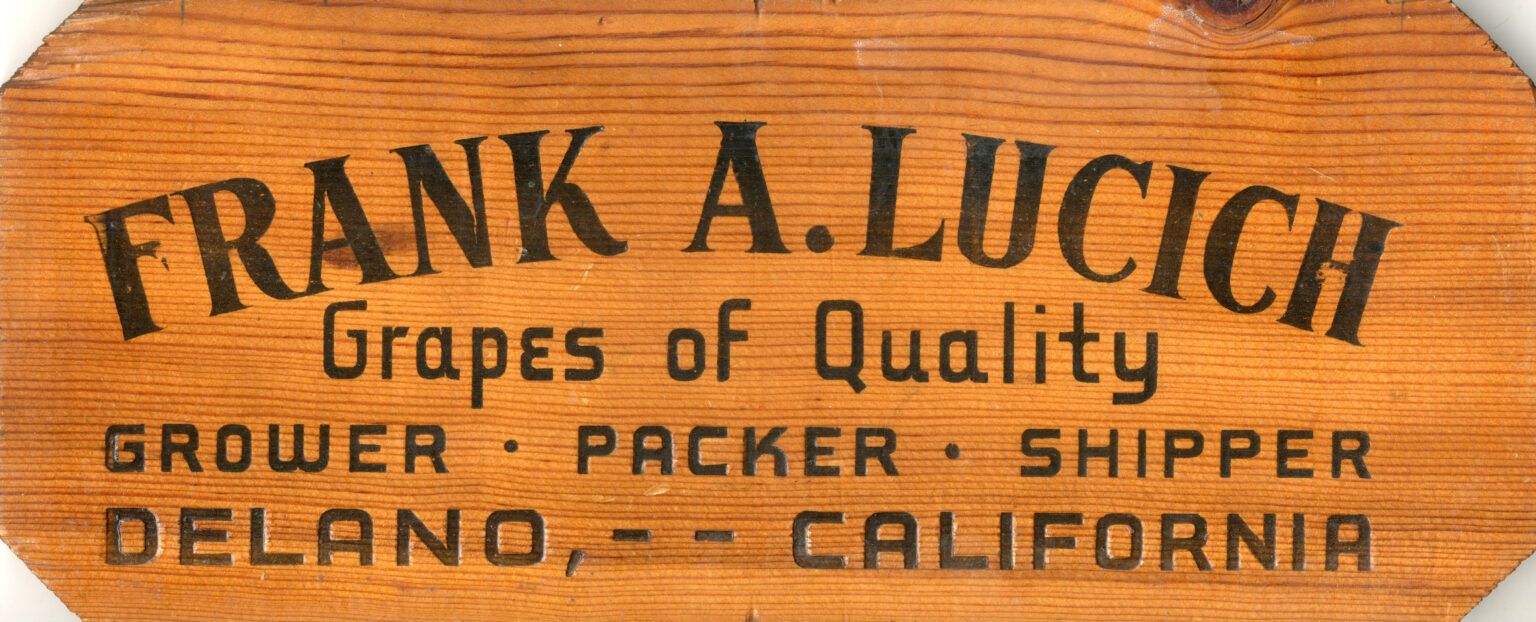 FRANK A. LUCICH
Grapes of Quality
GROWER · PACKER · SHIPPER
DELANO, -- CALIFORNIA